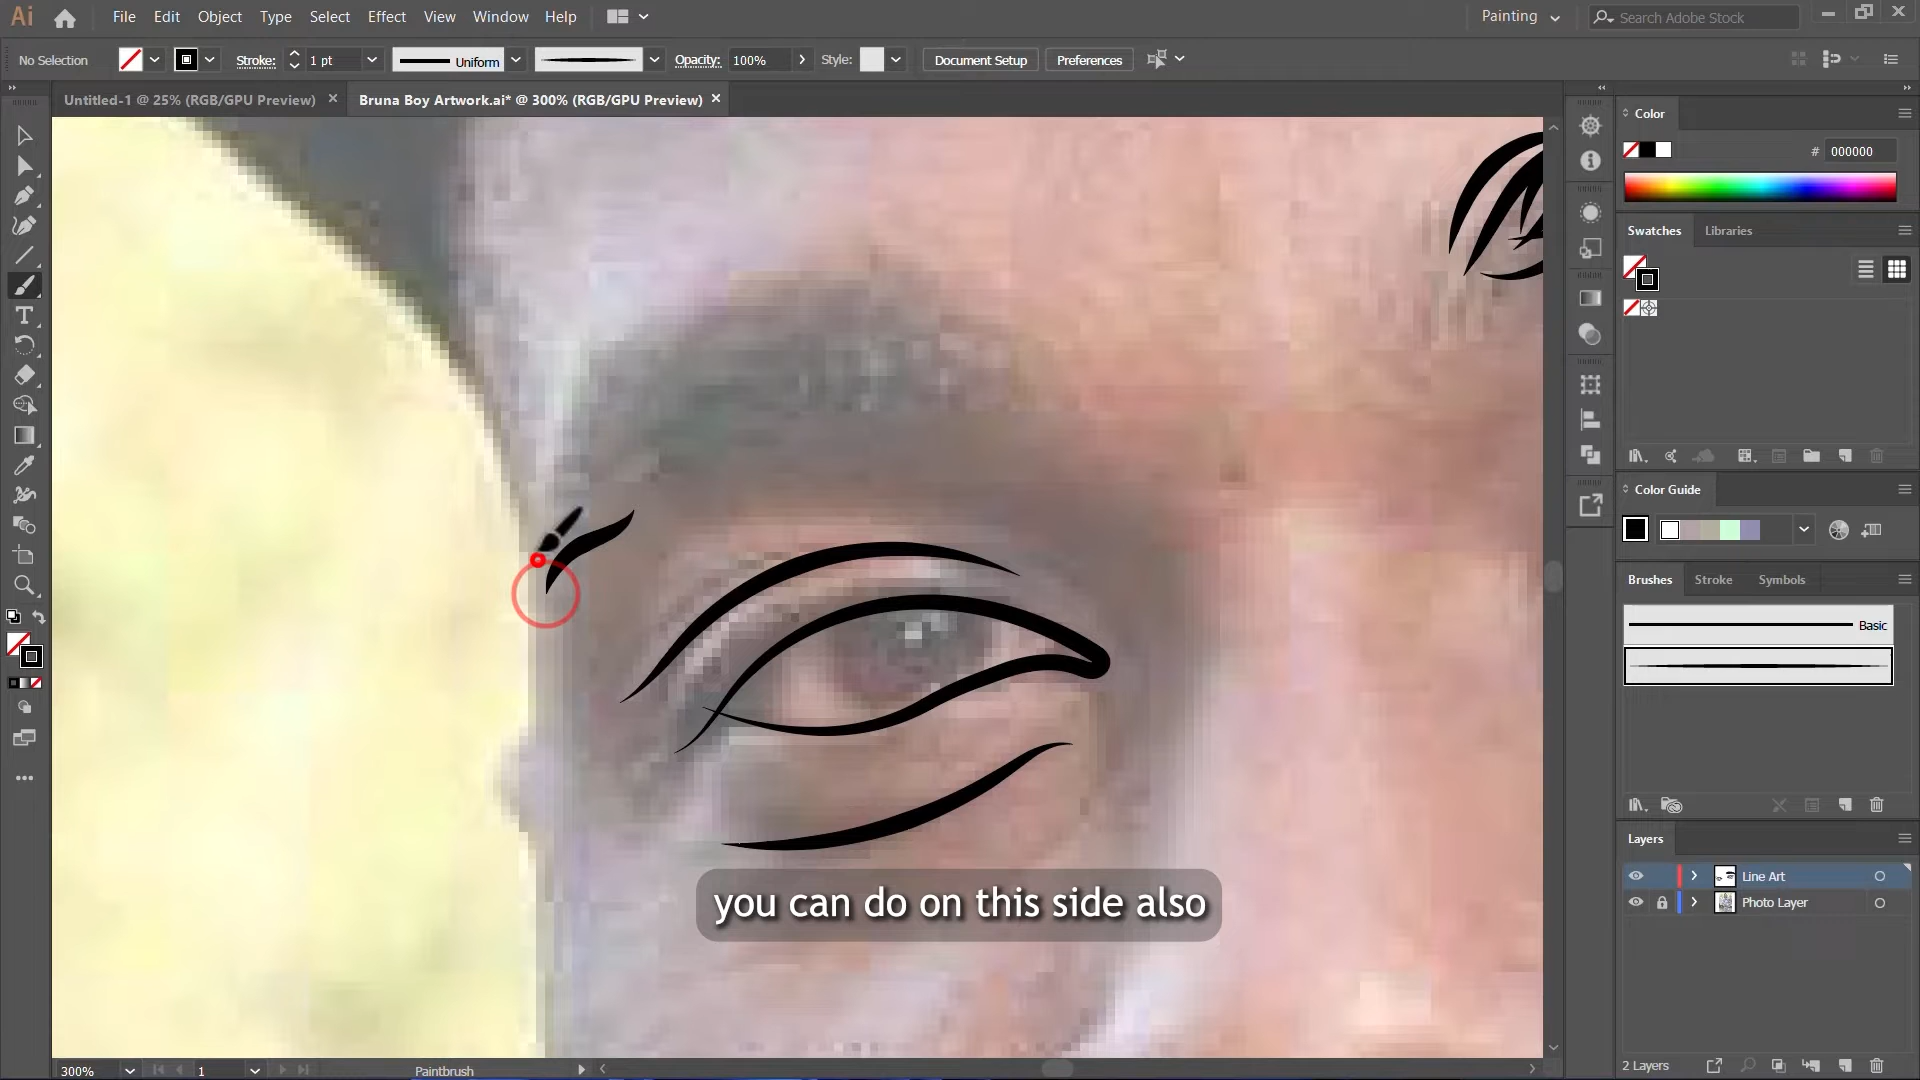 Ai File Edit Object Type Select Effect View Window Help Painting Search Adobe Stock
No Selection Stroke: 1 pt Uniform Opacity: 100% Style: Document Setup Preferences
Untitled-1 @ 25% (RGB/GPU Preview) Bruna Boy Artwork.ai* @ 300% (RGB/GPU Preview)
Color
# 000000
Swatches Libraries
Color Guide
Brushes Stroke Symbols
Basic
Layers
Line Art
Photo Layer
you can do on this side also
2 Layers
300% 1 Paintbrush